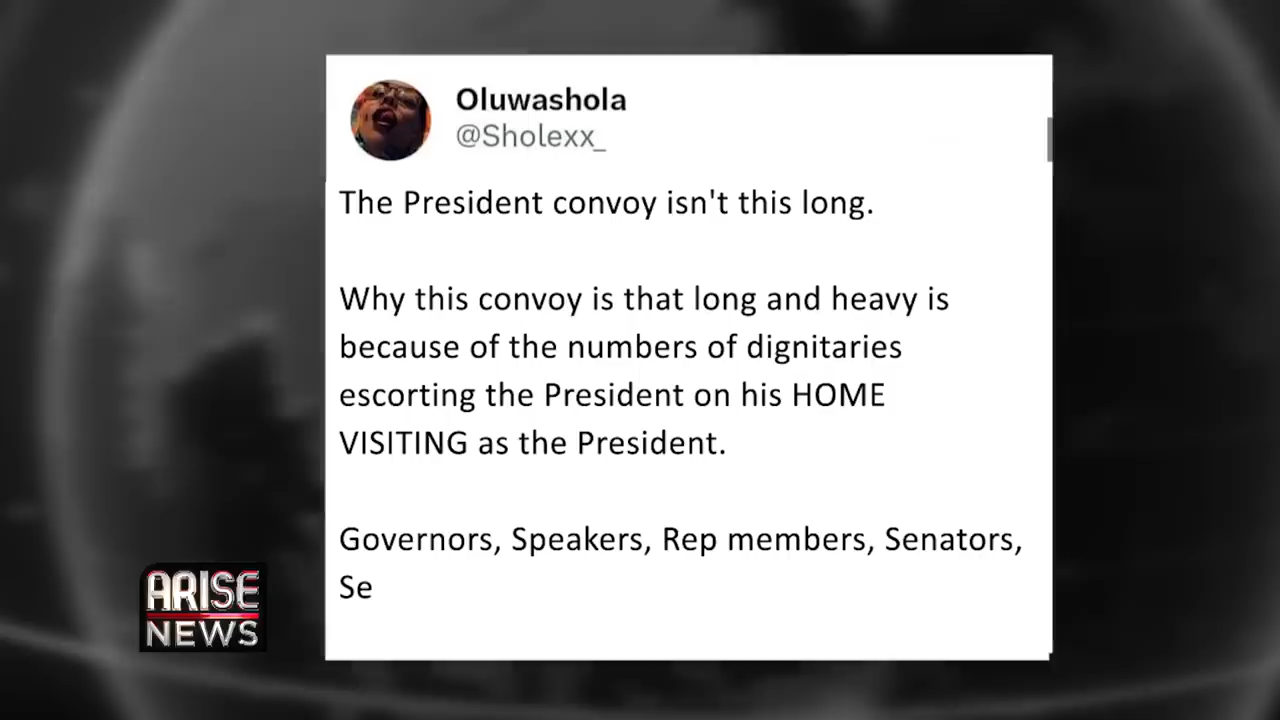 Oluwashola
@Sholexx_
The President convoy isn't this long.
Why this convoy is that long and heavy is
because of the numbers of dignitaries
escorting the President on his HOME
VISITING as the President.
Governors, Speakers, Rep members, Senators,
Se
ARISE
NEWS